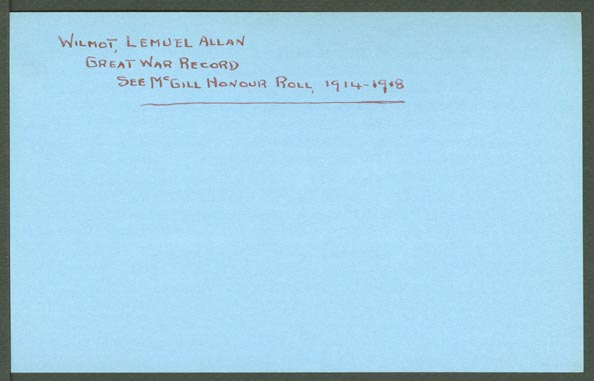 WILMOT, LEMUEL ALLAN
GREAT WAR RECORD
SEE McGILL HONOUR ROLL, 1914-1918